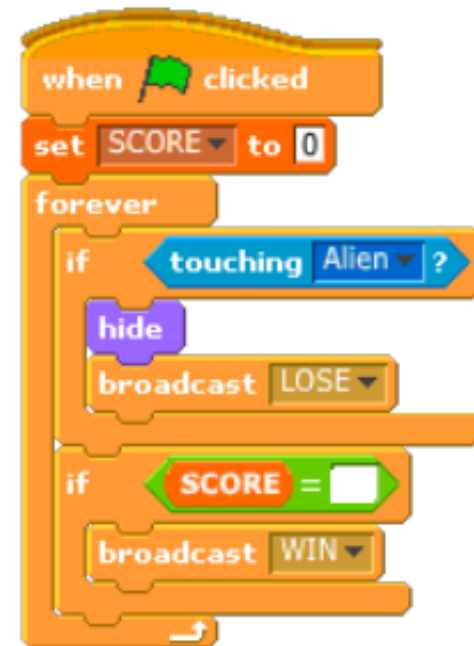 when clicked
set SCORE to 0
forever
if touching Alien ?
hide
broadcast LOSE
if SCORE =
broadcast WIN